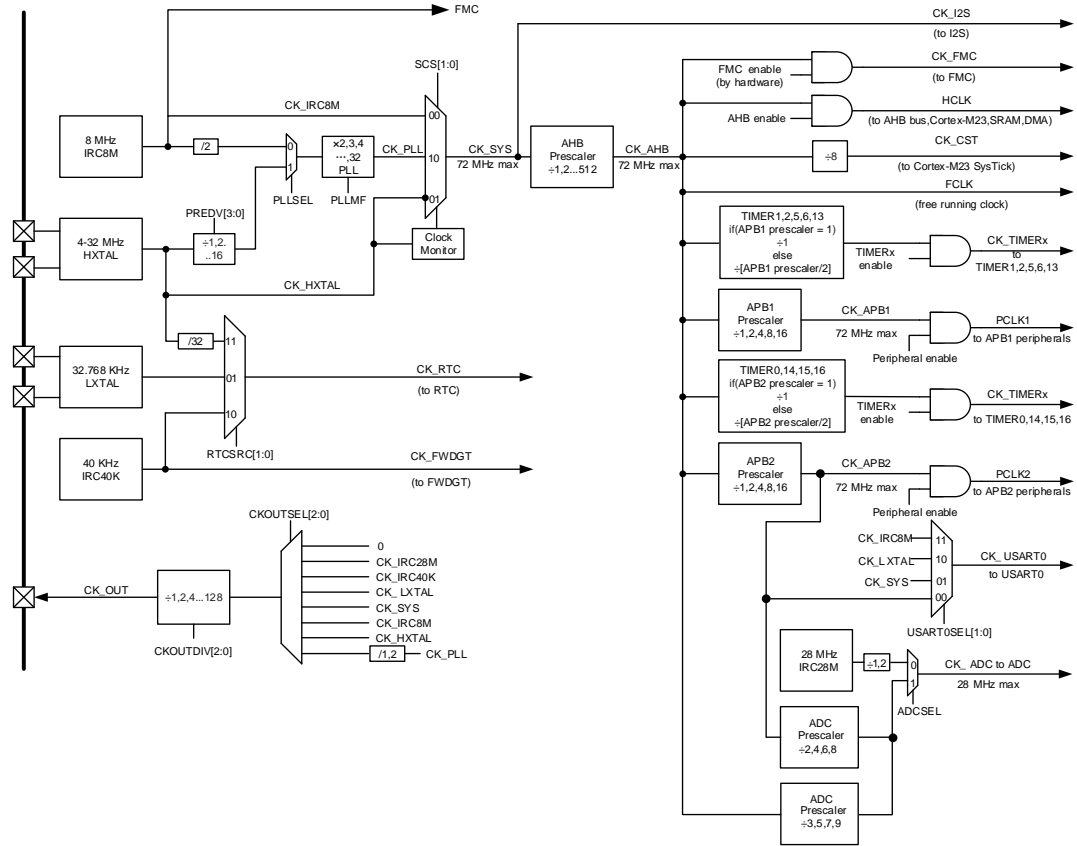 FMC
CK_I2S
(to I2S)
SCS[1:0]
CK_FMC
FMC enable
(by hardware)
(to FMC)
CK_IRC8M
00
HCLK
AHB enable
(to AHB bus,Cortex-M23,SRAM,DMA)
8 MHz
IRC8M
/2
0
1
×2,3,4
…,32
PLL
CK_PLL
10
CK_SYS
72 MHz max
AHB
Prescaler
÷1,2...512
CK_AHB
72 MHz max
CK_CST
÷8
(to Cortex-M23 SysTick)
PLLSEL
PLLMF
01
FCLK
(free running clock)
PREDV[3:0]
4-32 MHz
HXTAL
÷1,2.
..16
Clock
Monitor
TIMER1,2,5,6,13
if(APB1 prescaler = 1)
÷1
else
÷[APB1 prescaler/2]
TIMERx
enable
CK_TIMERx
to
TIMER1,2,5,6,13
CK_HXTAL
/32
11
APB1
Prescaler
÷1,2,4,8,16
CK_APB1
72 MHz max
Peripheral enable
PCLK1
to APB1 peripherals
32.768 KHz
LXTAL
01
CK_RTC
(to RTC)
10
TIMER0,14,15,16
if(APB2 prescaler = 1)
÷1
else
÷[APB2 prescaler/2]
TIMERx
enable
CK_TIMERx
to TIMER0,14,15,16
RTCSRC[1:0]
40 KHz
IRC40K
CK_FWDGT
(to FWDGT)
APB2
Prescaler
÷1,2,4,8,16
CK_APB2
72 MHz max
Peripheral enable
PCLK2
to APB2 peripherals
CKOUTSEL[2:0]
0
CK_IRC28M
CK_IRC40K
CK_LXTAL
CK_SYS
CK_IRC8M
CK_HXTAL
/1,2
CK_PLL
CK_OUT
÷1,2,4...128
CKOUTDIV[2:0]
CK_IRC8M
11
CK_LXTAL
10
CK_SYS
01
00
CK_USART0
to USART0
USART0SEL[1:0]
28 MHz
IRC28M
÷1,2
0
1
CK_ ADC to ADC
28 MHz max
ADCSEL
ADC
Prescaler
÷2,4,6,8
ADC
Prescaler
÷3,5,7,9